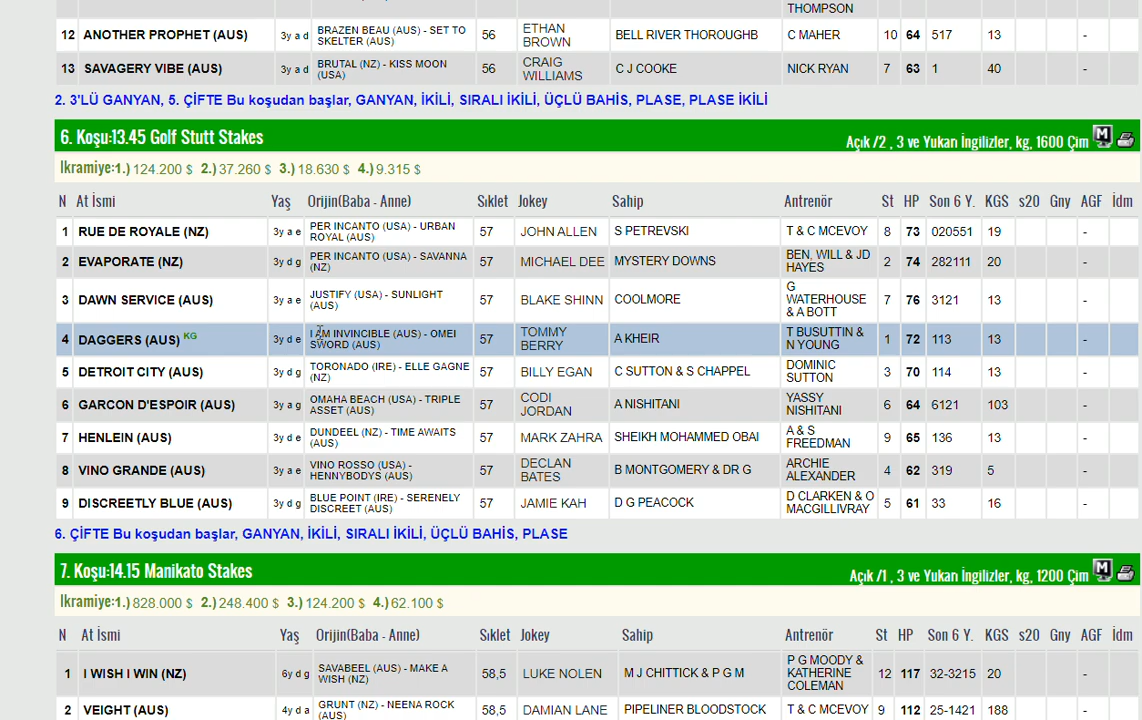 THOMPSON
12 ANOTHER PROPHET (AUS) 3y a d BRAZEN BEAU (AUS) - SET TO SKELTER (AUS) 56 ETHAN BROWN BELL RIVER THOROUGHB C MAHER 10 64 517 13 -
13 SAVAGERY VIBE (AUS) 3y a d BRUTAL (NZ) - KISS MOON (USA) 56 CRAIG WILLIAMS C J COOKE NICK RYAN 7 63 1 40 -
2. 3'LÜ GANYAN, 5. ÇİFTE Bu koşudan başlar, GANYAN, İKİLİ, SIRALI İKİLİ, ÜÇLÜ BAHİS, PLASE, PLASE İKİLİ
6. Koşu:13.45 Golf Stutt Stakes
Açık /2 , 3 ve Yukarı İngilizler, kg, 1600 Çim M
İkramiye:1.) 124.200 $ 2.) 37.260 $ 3.) 18.630 $ 4.) 9.315 $
N At İsmi Yaş Orijin(Baba - Anne) Sıklet Jokey Sahip Antrenör St HP Son 6 Y. KGS s20 Gny AGF İdm
1 RUE DE ROYALE (NZ) 3y a e PER INCANTO (USA) - URBAN ROYAL (AUS) 57 JOHN ALLEN S PETREVSKI T & C MCEVOY 8 73 020551 19 -
2 EVAPORATE (NZ) 3y d g PER INCANTO (USA) - SAVANNA (NZ) 57 MICHAEL DEE MYSTERY DOWNS BEN, WILL & JD HAYES 2 74 282111 20 -
3 DAWN SERVICE (AUS) 3y a e JUSTIFY (USA) - SUNLIGHT (AUS) 57 BLAKE SHINN COOLMORE G WATERHOUSE & A BOTT 7 76 3121 13 -
4 DAGGERS (AUS) KG 3y d e I AM INVINCIBLE (AUS) - OMEI SWORD (AUS) 57 TOMMY BERRY A KHEIR T BUSUTTIN & N YOUNG 1 72 113 13 -
5 DETROIT CITY (AUS) 3y d g TORONADO (IRE) - ELLE GAGNE (NZ) 57 BILLY EGAN C SUTTON & S CHAPPEL DOMINIC SUTTON 3 70 114 13 -
6 GARCON D'ESPOIR (AUS) 3y a g OMAHA BEACH (USA) - TRIPLE ASSET (AUS) 57 CODI JORDAN A NISHITANI YASSY NISHITANI 6 64 6121 103 -
7 HENLEIN (AUS) 3y d e DUNDEEL (NZ) - TIME AWAITS (AUS) 57 MARK ZAHRA SHEIKH MOHAMMED OBAI A & S FREEDMAN 9 65 136 13 -
8 VINO GRANDE (AUS) 3y a e VINO ROSSO (USA) - HENNYBODYS (AUS) 57 DECLAN BATES B MONTGOMERY & DR G ARCHIE ALEXANDER 4 62 319 5 -
9 DISCREETLY BLUE (AUS) 3y d g BLUE POINT (IRE) - SERENELY DISCREET (AUS) 57 JAMIE KAH D G PEACOCK D CLARKEN & O MACGILLIVRAY 5 61 33 16 -
6. ÇİFTE Bu koşudan başlar, GANYAN, İKİLİ, SIRALI İKİLİ, ÜÇLÜ BAHİS, PLASE
7. Koşu:14.15 Manikato Stakes
Açık /1 , 3 ve Yukarı İngilizler, kg, 1200 Çim M
İkramiye:1.) 828.000 $ 2.) 248.400 $ 3.) 124.200 $ 4.) 62.100 $
N At İsmi Yaş Orijin(Baba - Anne) Sıklet Jokey Sahip Antrenör St HP Son 6 Y. KGS s20 Gny AGF İdm
1 I WISH I WIN (NZ) 6y d g SAVABEEL (AUS) - MAKE A WISH (NZ) 58,5 LUKE NOLEN M J CHITTICK & P G M P G MOODY & KATHERINE COLEMAN 12 117 32-3215 20 -
2 VEIGHT (AUS) 4y d a GRUNT (NZ) - NEENA ROCK (AUS) 58,5 DAMIAN LANE PIPELINER BLOODSTOCK T & C MCEVOY 9 112 25-1421 188 -